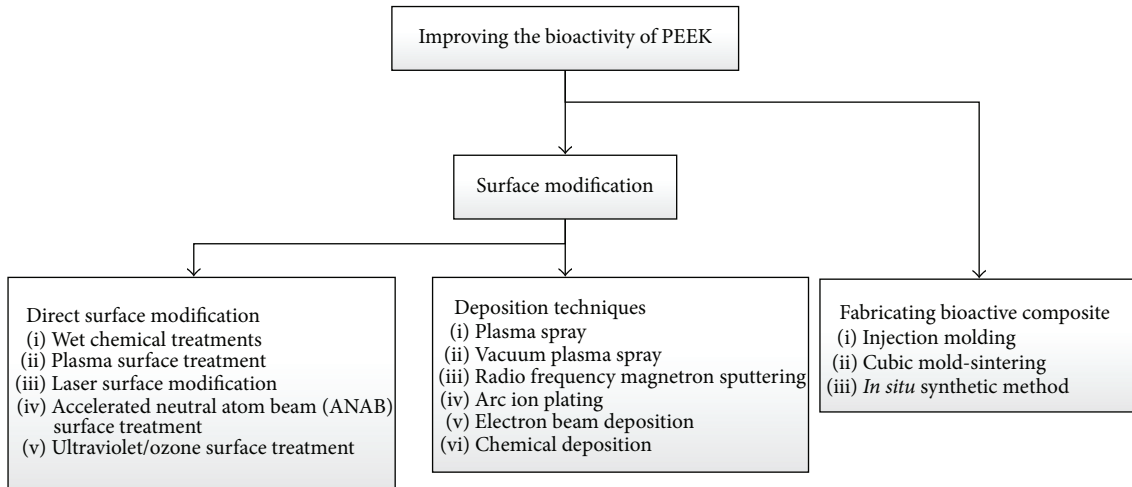 Improving the bioactivity of PEEK
Surface modification
Direct surface modification
(i) Wet chemical treatments
(ii) Plasma surface treatment
(iii) Laser surface modification
(iv) Accelerated neutral atom beam (ANAB)
surface treatment
(v) Ultraviolet/ozone surface treatment
Deposition techniques
(i) Plasma spray
(ii) Vacuum plasma spray
(iii) Radio frequency magnetron sputtering
(iv) Arc ion plating
(v) Electron beam deposition
(vi) Chemical deposition
Fabricating bioactive composite
(i) Injection molding
(ii) Cubic mold-sintering
(iii) In situ synthetic method